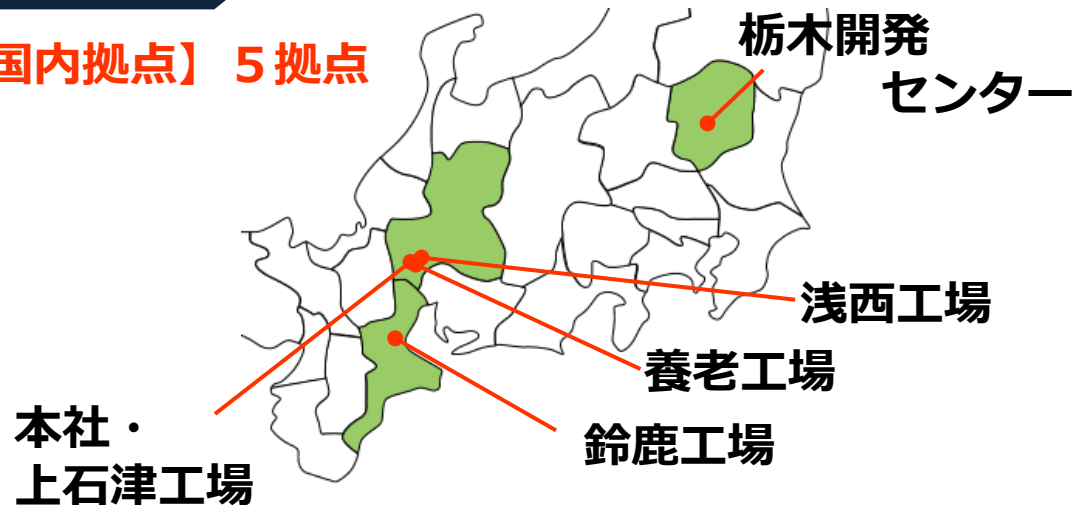 国内拠点】５拠点
栃木開発
センター
浅西工場
養老工場
鈴鹿工場
本社・
上石津工場